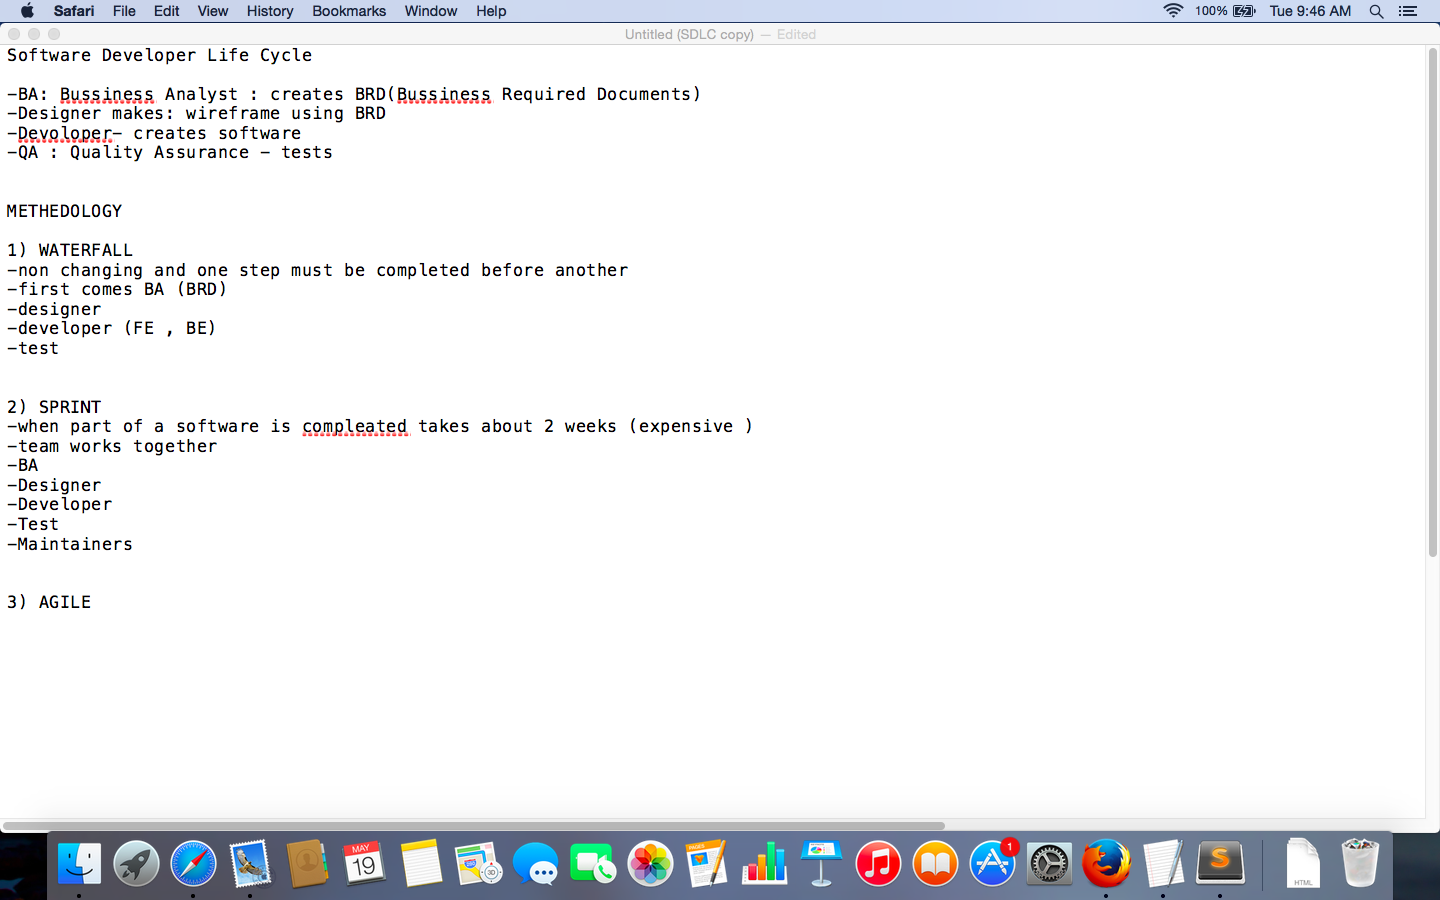 Safari File Edit View History Bookmarks Window Help 100% Tue 9:46 AM
Untitled (SDLC copy) — Edited
Software Developer Life Cycle
-BA: Bussiness Analyst : creates BRD(Bussiness Required Documents)
-Designer makes: wireframe using BRD
-Devoloper- creates software
-QA : Quality Assurance - tests
METHEDOLOGY
1) WATERFALL
-non changing and one step must be completed before another
-first comes BA (BRD)
-designer
-developer (FE , BE)
-test
2) SPRINT
-when part of a software is compleated takes about 2 weeks (expensive )
-team works together
-BA
-Designer
-Developer
-Test
-Maintainers
3) AGILE
MAY
19
PAGES
1
S
HTML